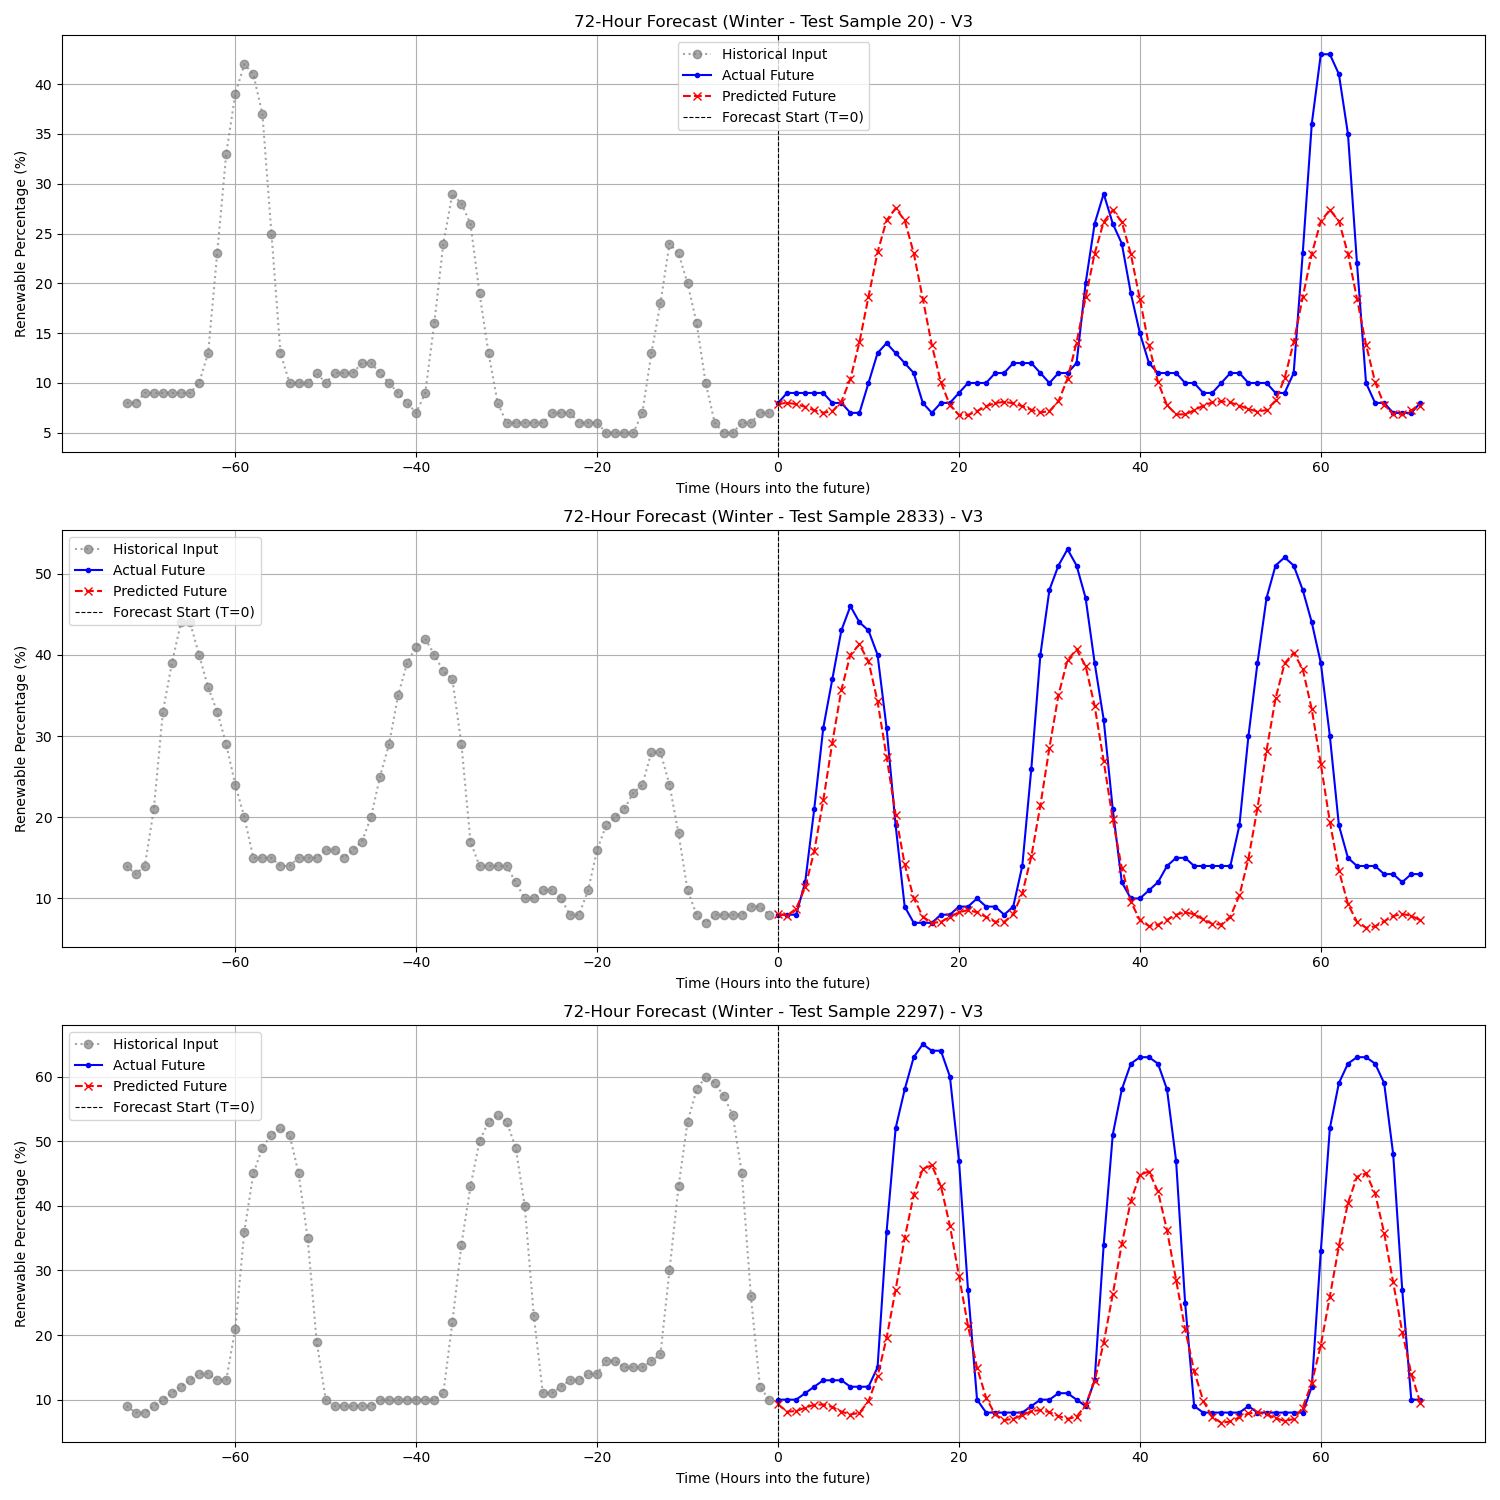 72-Hour Forecast (Winter - Test Sample 20) - V3
Renewable Percentage (%)
40
35
30
25
20
15
10
5
Historical Input
Actual Future
Predicted Future
Forecast Start (T=0)
−60 −40 −20 0 20 40 60
Time (Hours into the future)
72-Hour Forecast (Winter - Test Sample 2833) - V3
Renewable Percentage (%)
50
40
30
20
10
Historical Input
Actual Future
Predicted Future
Forecast Start (T=0)
−60 −40 −20 0 20 40 60
Time (Hours into the future)
72-Hour Forecast (Winter - Test Sample 2297) - V3
Renewable Percentage (%)
60
50
40
30
20
10
Historical Input
Actual Future
Predicted Future
Forecast Start (T=0)
−60 −40 −20 0 20 40 60
Time (Hours into the future)